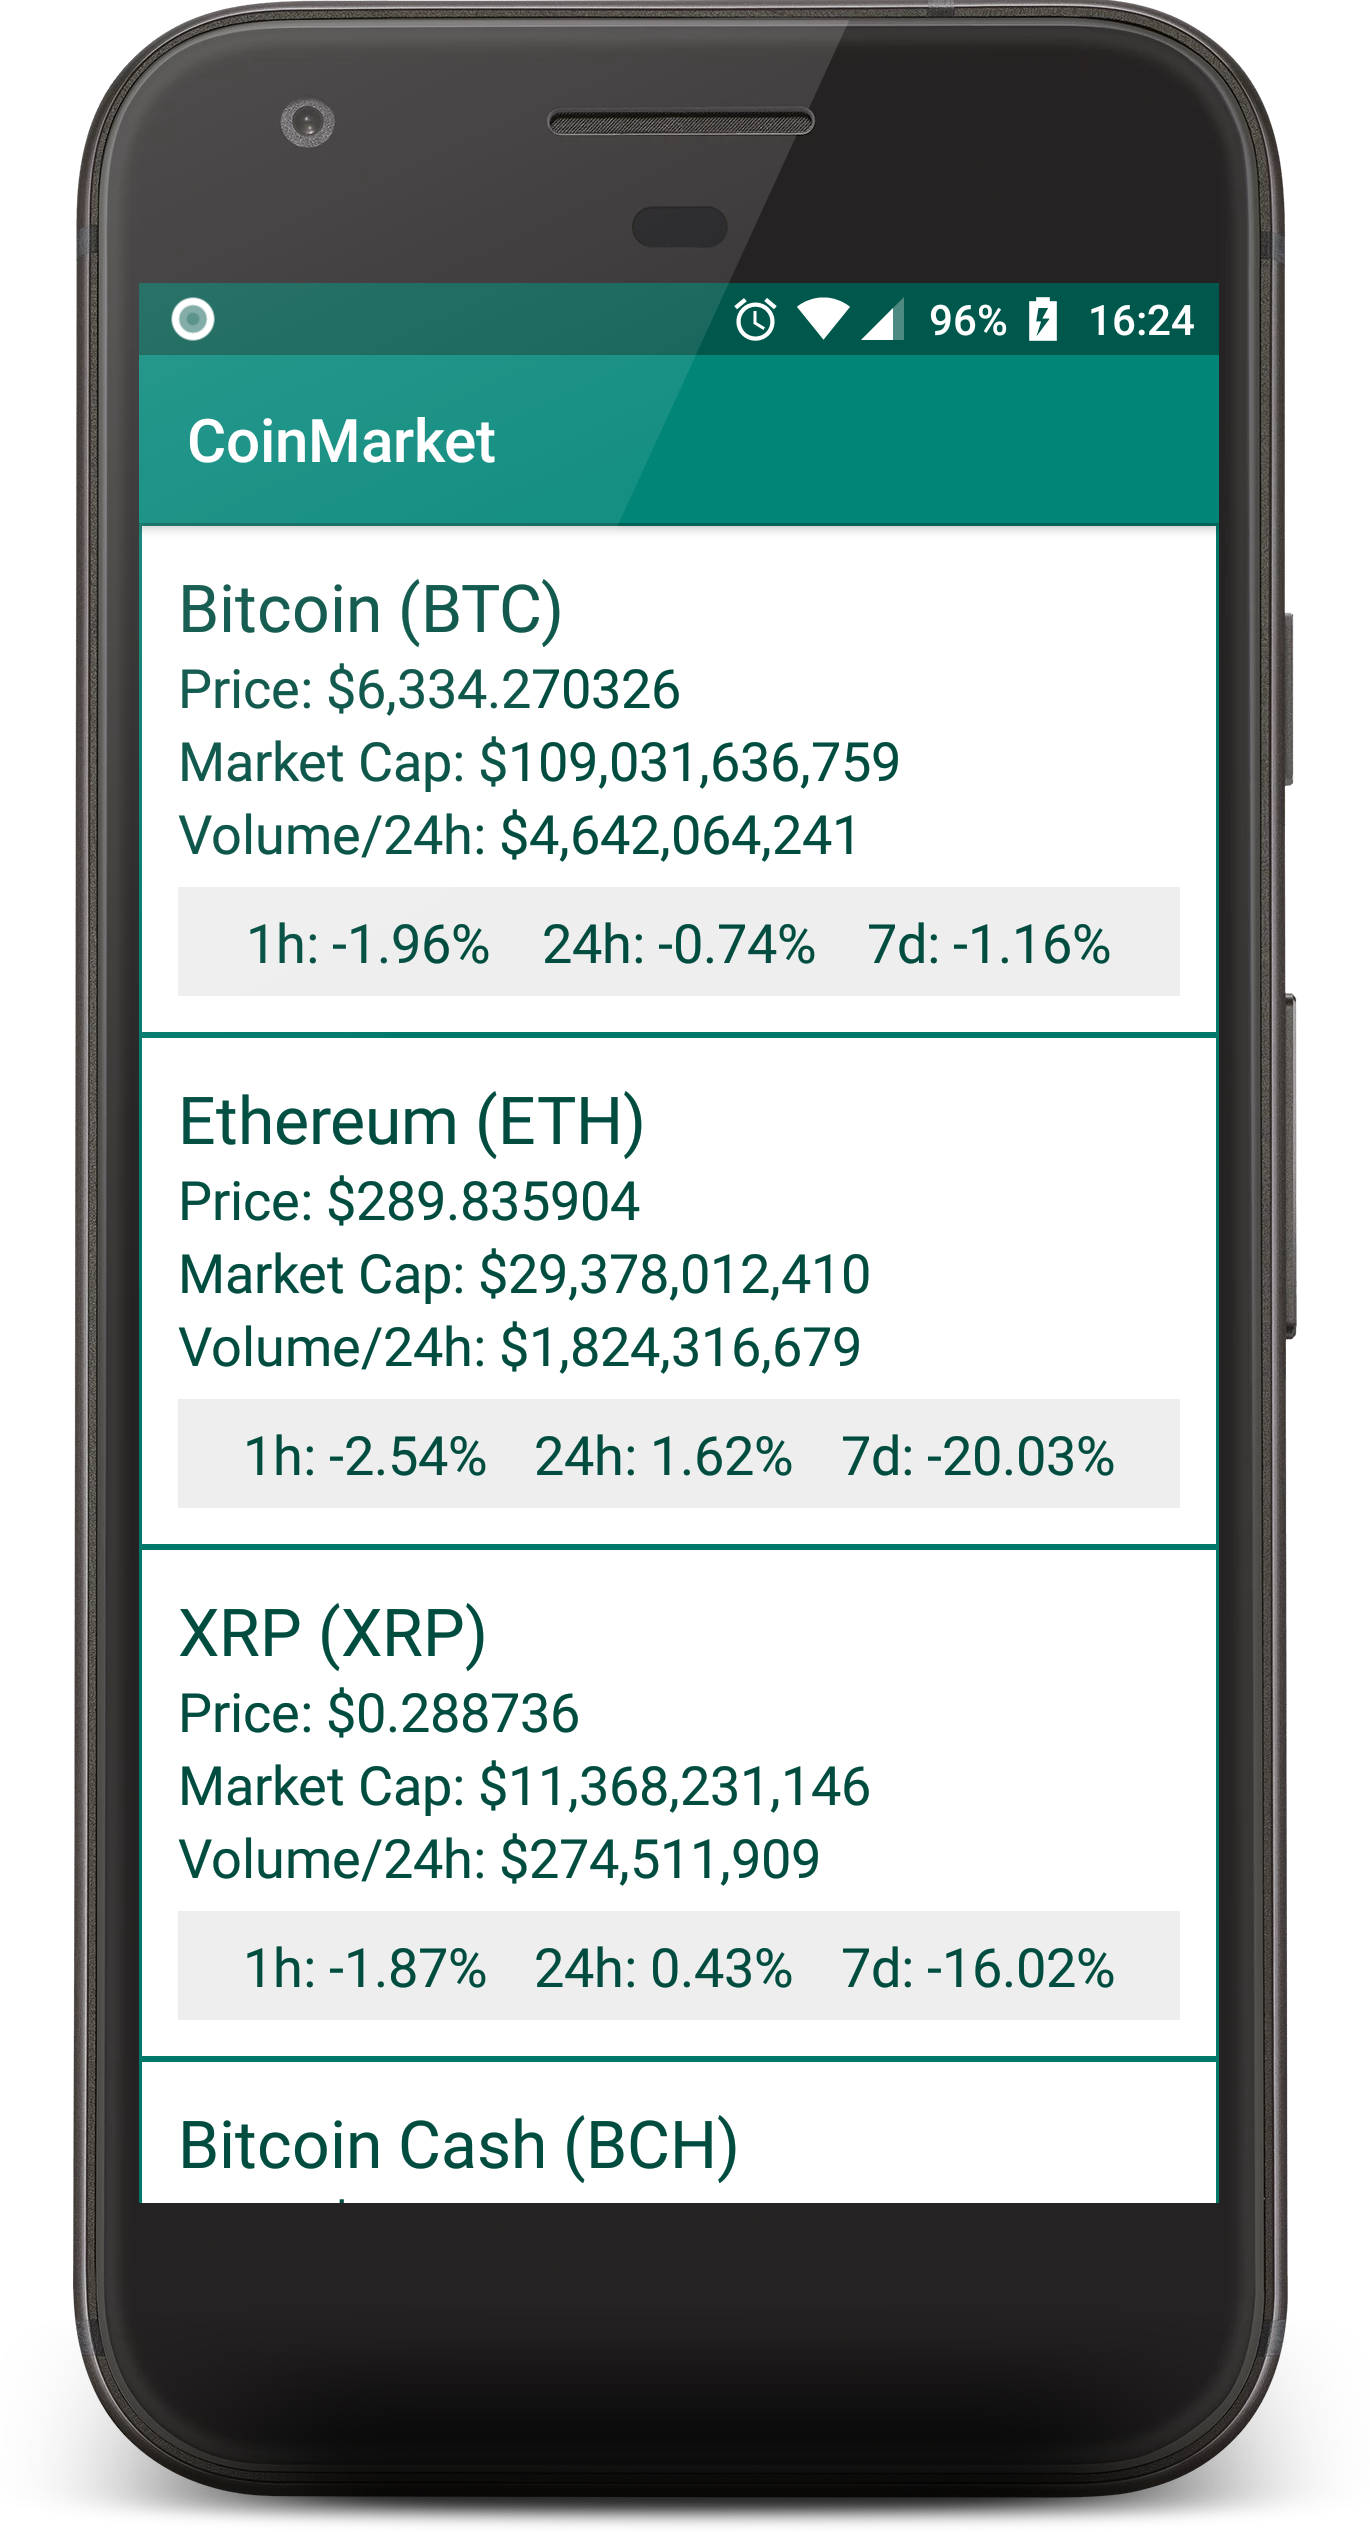 96% 16:24
CoinMarket
Bitcoin (BTC)
Price: $6,334.270326
Market Cap: $109,031,636,759
Volume/24h: $4,642,064,241
1h: -1.96% 24h: -0.74% 7d: -1.16%
Ethereum (ETH)
Price: $289.835904
Market Cap: $29,378,012,410
Volume/24h: $1,824,316,679
1h: -2.54% 24h: 1.62% 7d: -20.03%
XRP (XRP)
Price: $0.288736
Market Cap: $11,368,231,146
Volume/24h: $274,511,909
1h: -1.87% 24h: 0.43% 7d: -16.02%
Bitcoin Cash (BCH)